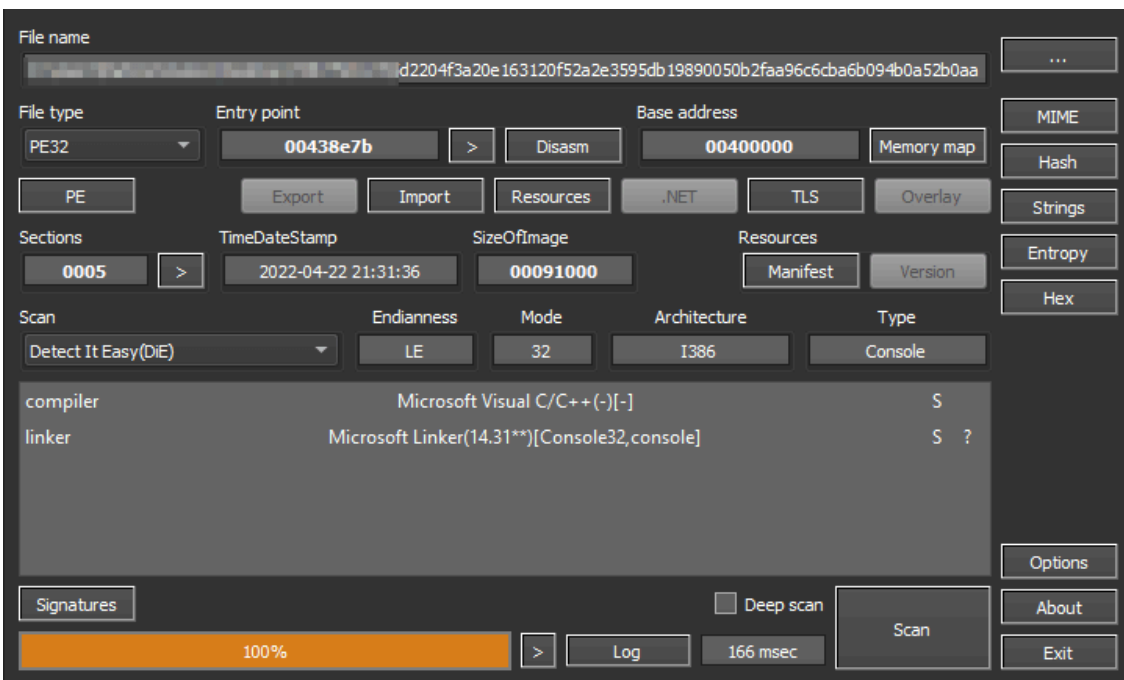 File name
d2204f3a20e163120f52a2e3595db19890050b2faa96c6cba6b094b0a52b0aa
...
File type Entry point Base address
PE32 00438e7b > Disasm 00400000 Memory map
MIME
Hash
PE Export Import Resources .NET TLS Overlay
Strings
Sections TimeDateStamp SizeOfImage Resources
0005 > 2022-04-22 21:31:36 00091000 Manifest Version
Entropy
Hex
Scan Endianness Mode Architecture Type
Detect It Easy(DiE) LE 32 I386 Console
compiler Microsoft Visual C/C++(-)[-] S
linker Microsoft Linker(14.31**)[Console32,console] S ?
Options
Signatures Deep scan Scan About
100% > Log 166 msec Exit